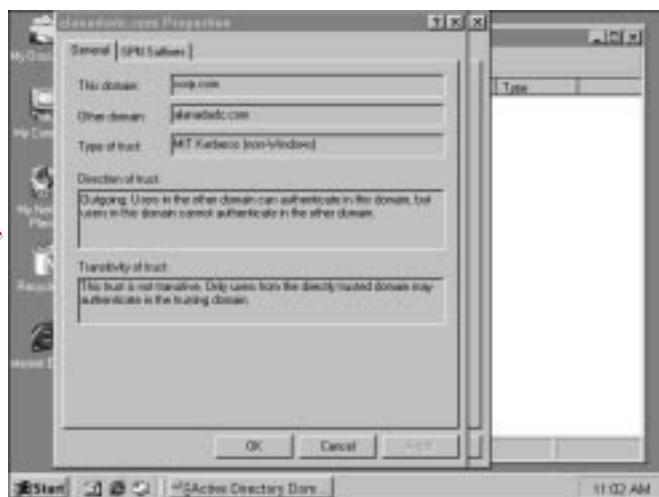 Properties
General
This domain:
corp.com
Other domain:
Type of trust:
MIT Kerberos (non-Windows)
Direction of trust:
Outgoing: Users in the other domain can authenticate in this domain, but
users in this domain cannot authenticate in the other domain.
Transitivity of trust:
This trust is not transitive. Only users from the directly trusted domain may
authenticate in the trusting domain.
OK
Cancel
Apply
Type
Start
Active Directory Dom...
11:02 AM